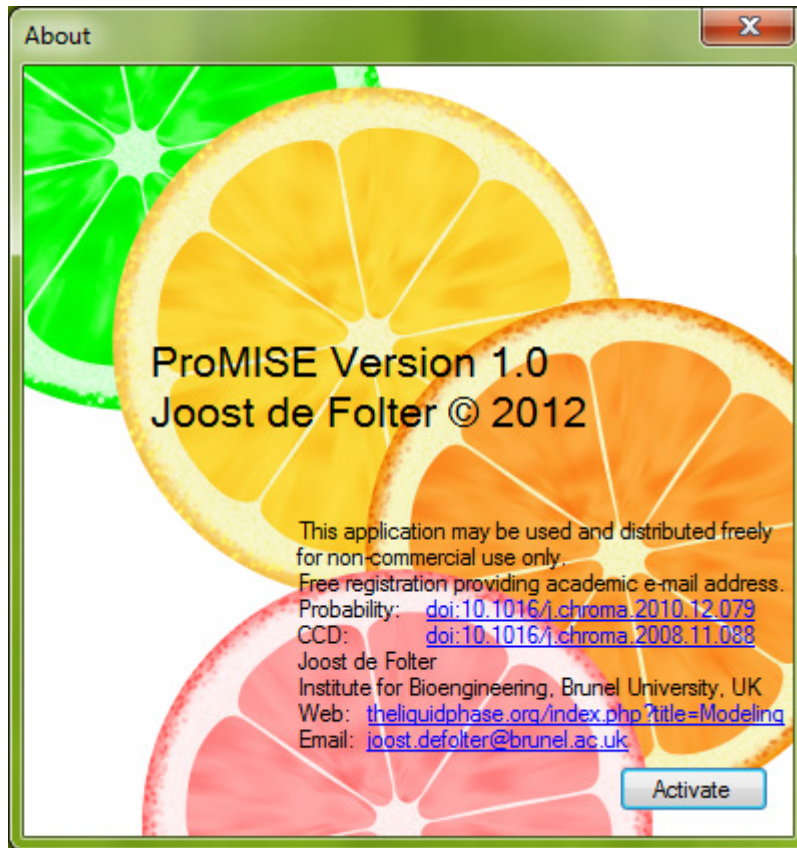 About
ProMISE Version 1.0
Joost de Folter © 2012
This application may be used and distributed freely
for non-commercial use only.
Free registration providing academic e-mail address.
Probability: doi:10.1016/j.chroma.2010.12.079
CCD: doi:10.1016/j.chroma.2008.11.088
Joost de Folter
Institute for Bioengineering, Brunel University, UK
Web: theliquidphase.org/index.php?title=Modeling
Email: joost.defolter@brunel.ac.uk
Activate